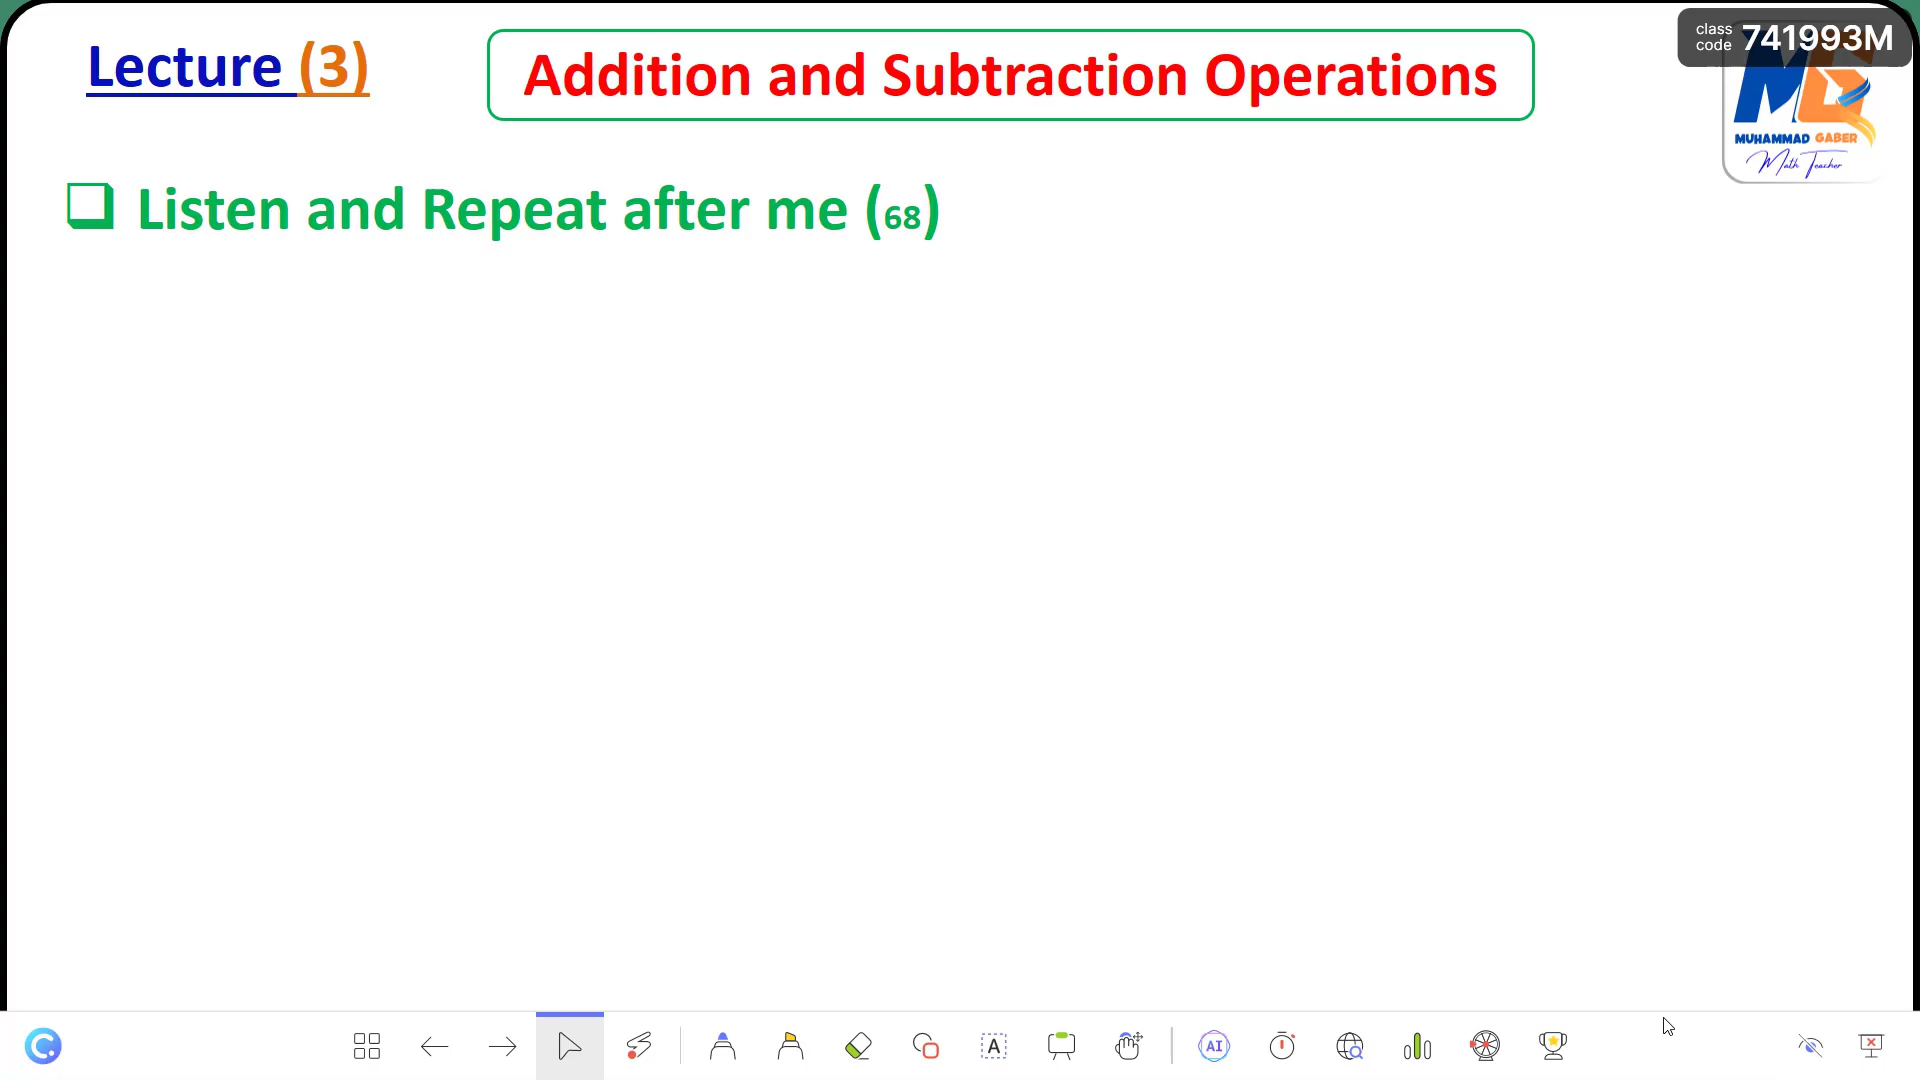 Lecture (3)
Addition and Subtraction Operations
class code 741993M
MUHAMMAD GABER
Math Teacher
❑ Listen and Repeat after me (68)
A
AI